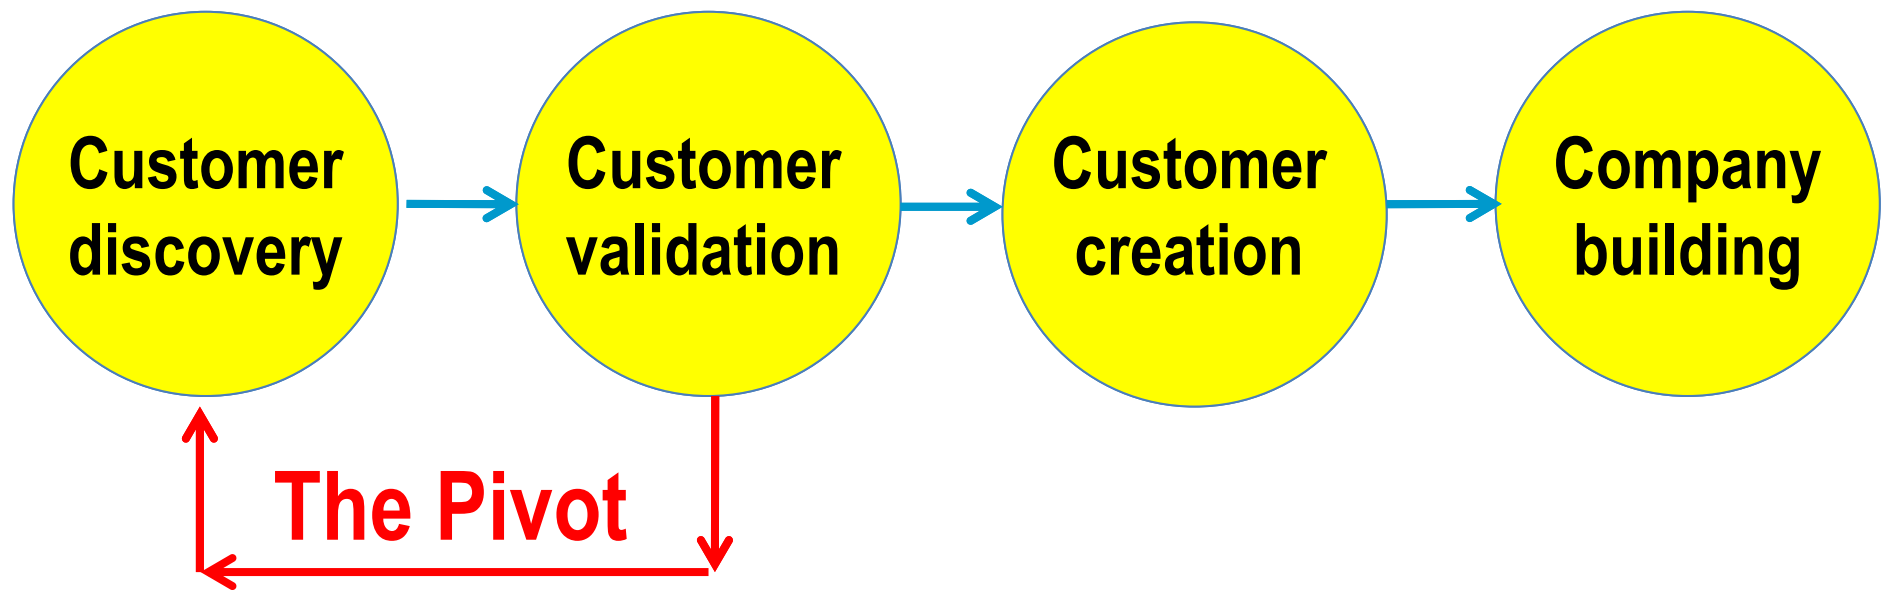 Customer
discovery
Customer
validation
Customer
creation
Company
building
The Pivot